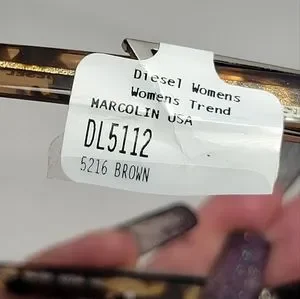 Diesel Womens
Womens Trend
MARCOLIN USA
DL5112
5216 BROWN